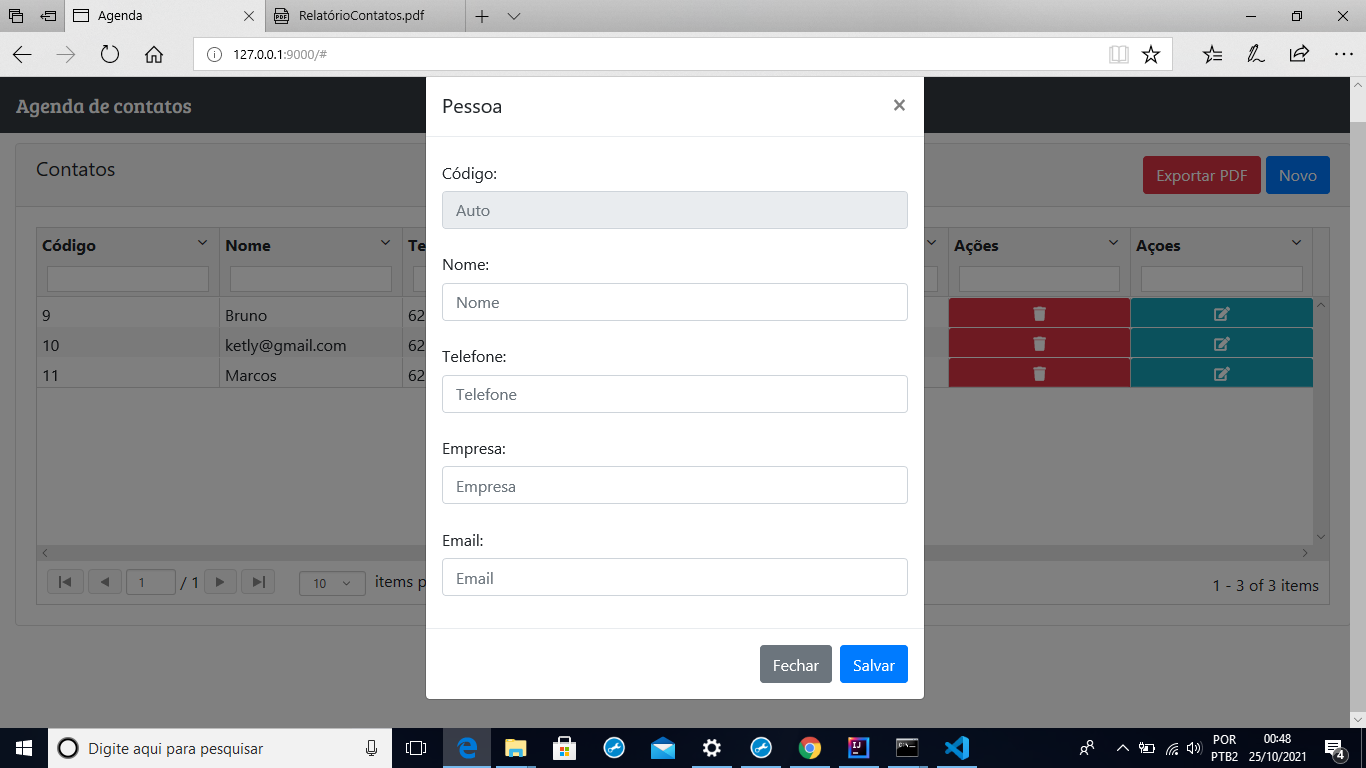 Agenda
RelatórioContatos.pdf
127.0.0.1:9000/#
Agenda de contatos
Contatos
Exportar PDF
Novo
Código
Nome
Te
Ações
Açoes
9
Bruno
62
10
ketly@gmail.com
62
11
Marcos
62
1
/ 1
10
items p
1 - 3 of 3 items
Pessoa
×
Código:
Auto
Nome:
Nome
Telefone:
Telefone
Empresa:
Empresa
Email:
Email
Fechar
Salvar
Digite aqui para pesquisar
POR
PTB2
00:48
25/10/2021
4